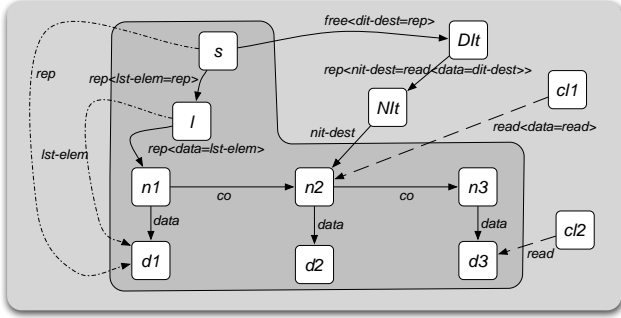 free<dit-dest=rep>
s
DIt
rep
rep<lst-elem=rep>
rep<nit-dest=read<data=dit-dest>>
cl1
NIt
l
read<data=read>
nit-dest
rep<data=lst-elem>
lst-elem
n1
co
n2
co
n3
data
data
data
cl2
d1
d2
d3
read